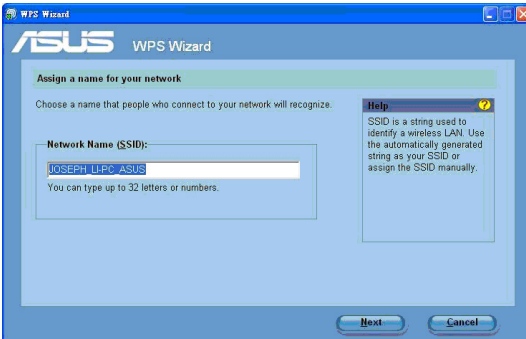 WPS Wizard
ASUS WPS Wizard
Assign a name for your network
Choose a name that people who connect to your network will recognize.
Network Name (SSID):
JOSEPH_LI-PC_ASUS
You can type up to 32 letters or numbers.
Help
?
SSID is a string used to
identify a wireless LAN. Use
the automatically generated
string as your SSID or
assign the SSID manually.
Next
Cancel